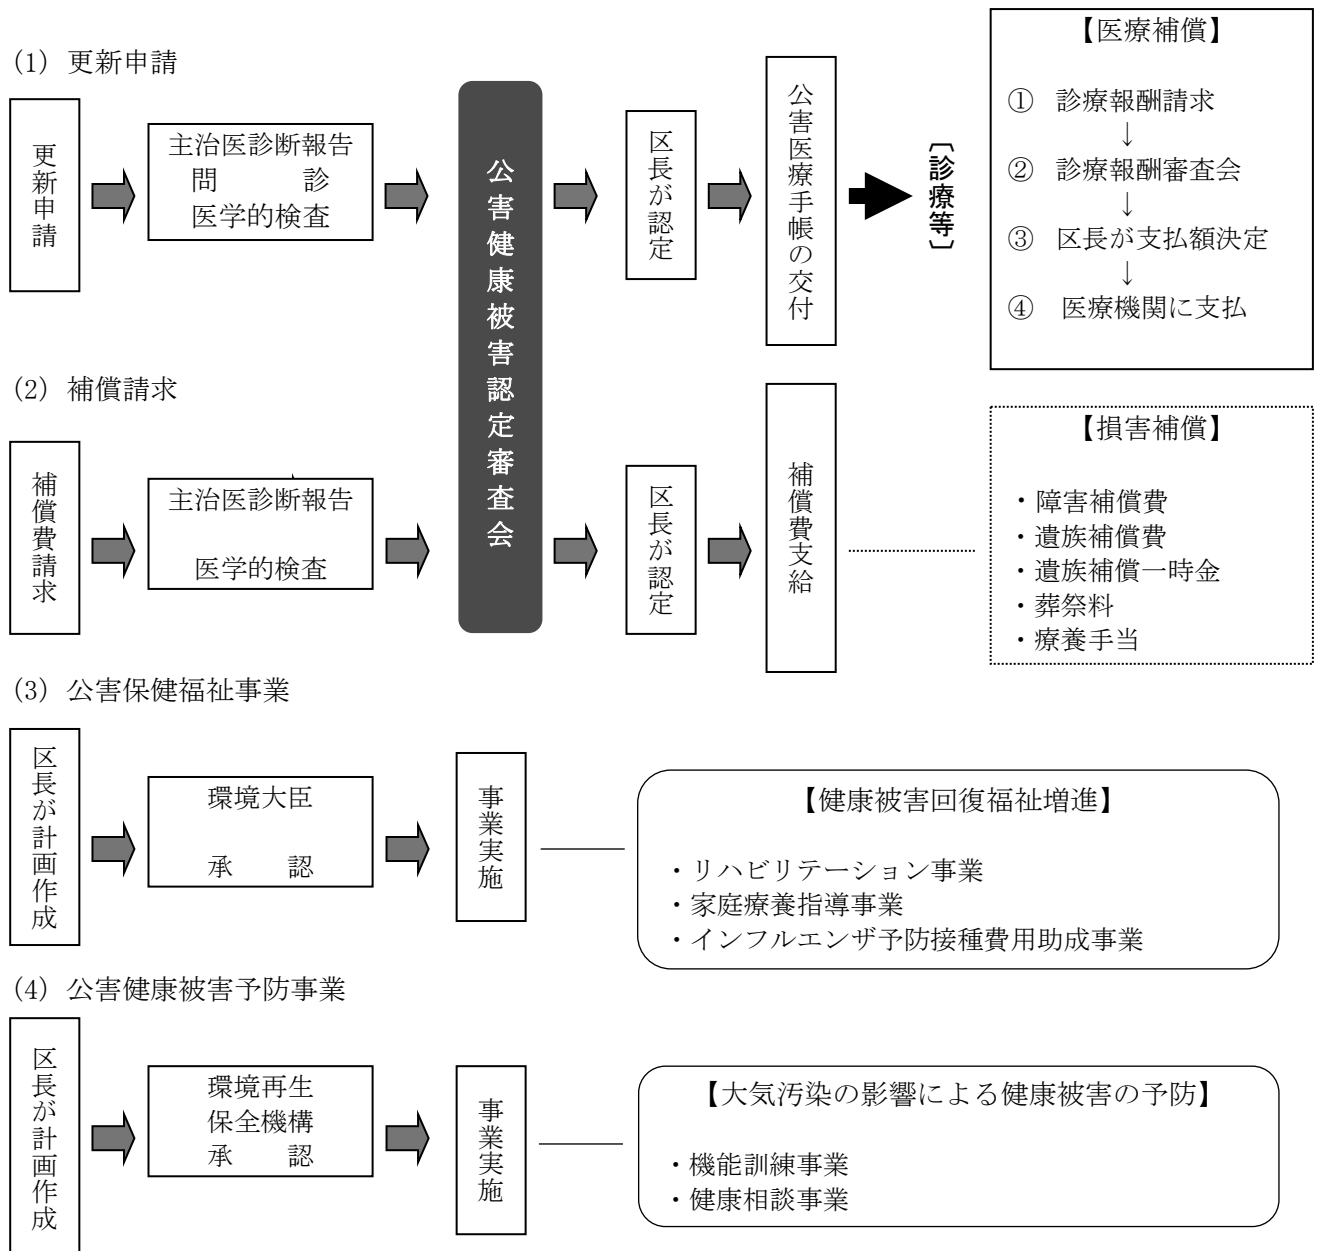 (1) 更新申請
更新申請
主治医診断報告
問　　　診
医学的検査
公害健康被害認定審査会
区長が認定
公害医療手帳の交付
〔診療等〕
【医療補償】
①　診療報酬請求
↓
②　診療報酬審査会
↓
③　区長が支払額決定
↓
④　医療機関に支払
(2) 補償請求
補償費請求
主治医診断報告
医学的検査
区長が認定
補償費支給
【損害補償】
・障害補償費
・遺族補償費
・遺族補償一時金
・葬祭料
・療養手当
(3) 公害保健福祉事業
区長が計画作成
環境大臣
承　　認
事業実施
【健康被害回復福祉増進】
・リハビリテーション事業
・家庭療養指導事業
・インフルエンザ予防接種費用助成事業
(4) 公害健康被害予防事業
区長が計画作成
環境再生
保全機構
承　　認
事業実施
【大気汚染の影響による健康被害の予防】
・機能訓練事業
・健康相談事業